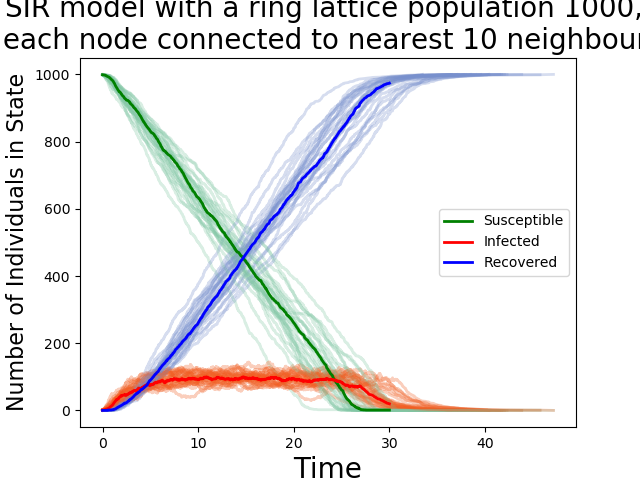 SIR model with a ring lattice population 1000,
each node connected to nearest 10 neighbour
Number of Individuals in State
1000
800
600
400
200
0
Susceptible
Infected
Recovered
0 10 20 30 40
Time